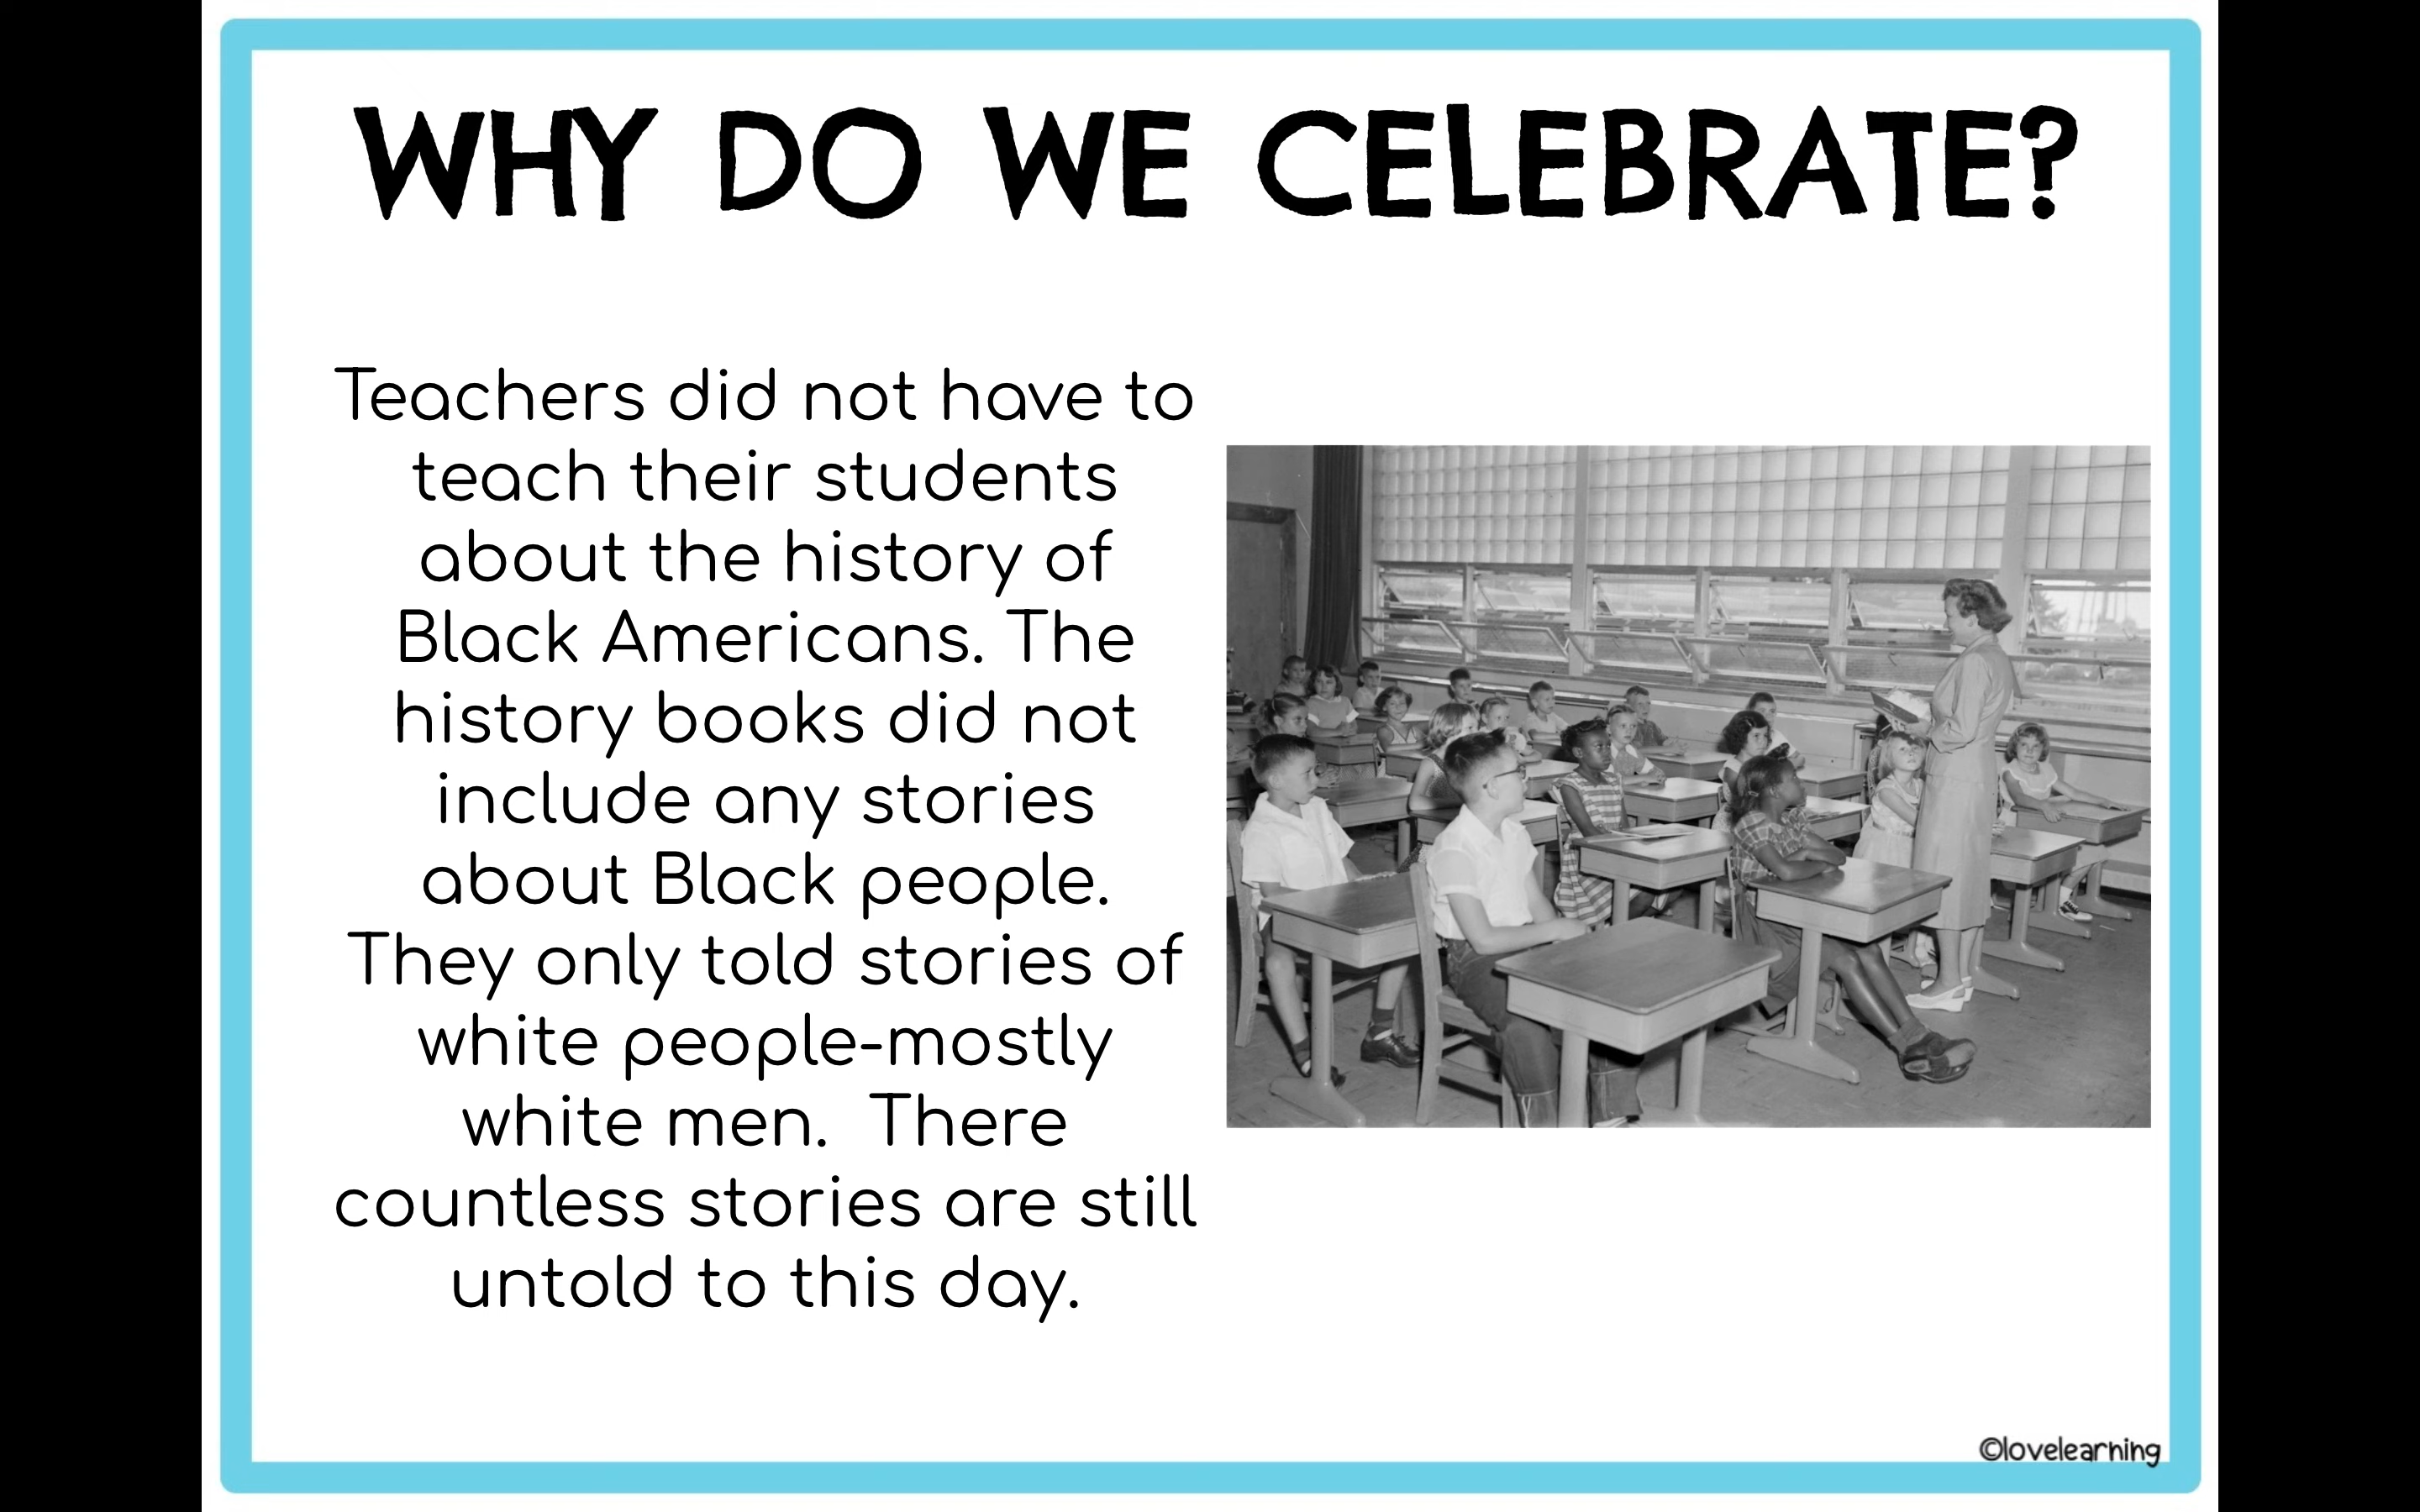 WHY DO WE CELEBRATE?
Teachers did not have to
teach their students
about the history of
Black Americans. The
history books did not
include any stories
about Black people.
They only told stories of
white people-mostly
white men.  There
countless stories are still
untold to this day.
©lovelearning